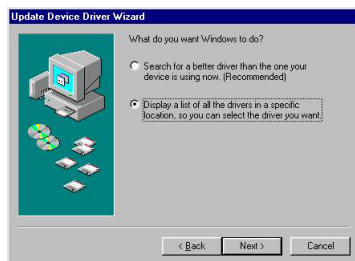 Update Device Driver Wizard
What do you want Windows to do?
Search for a better driver than the one your
device is using now. (Recommended)
Display a list of all the drivers in a specific
location, so you can select the driver you want.
< Back
Next >
Cancel